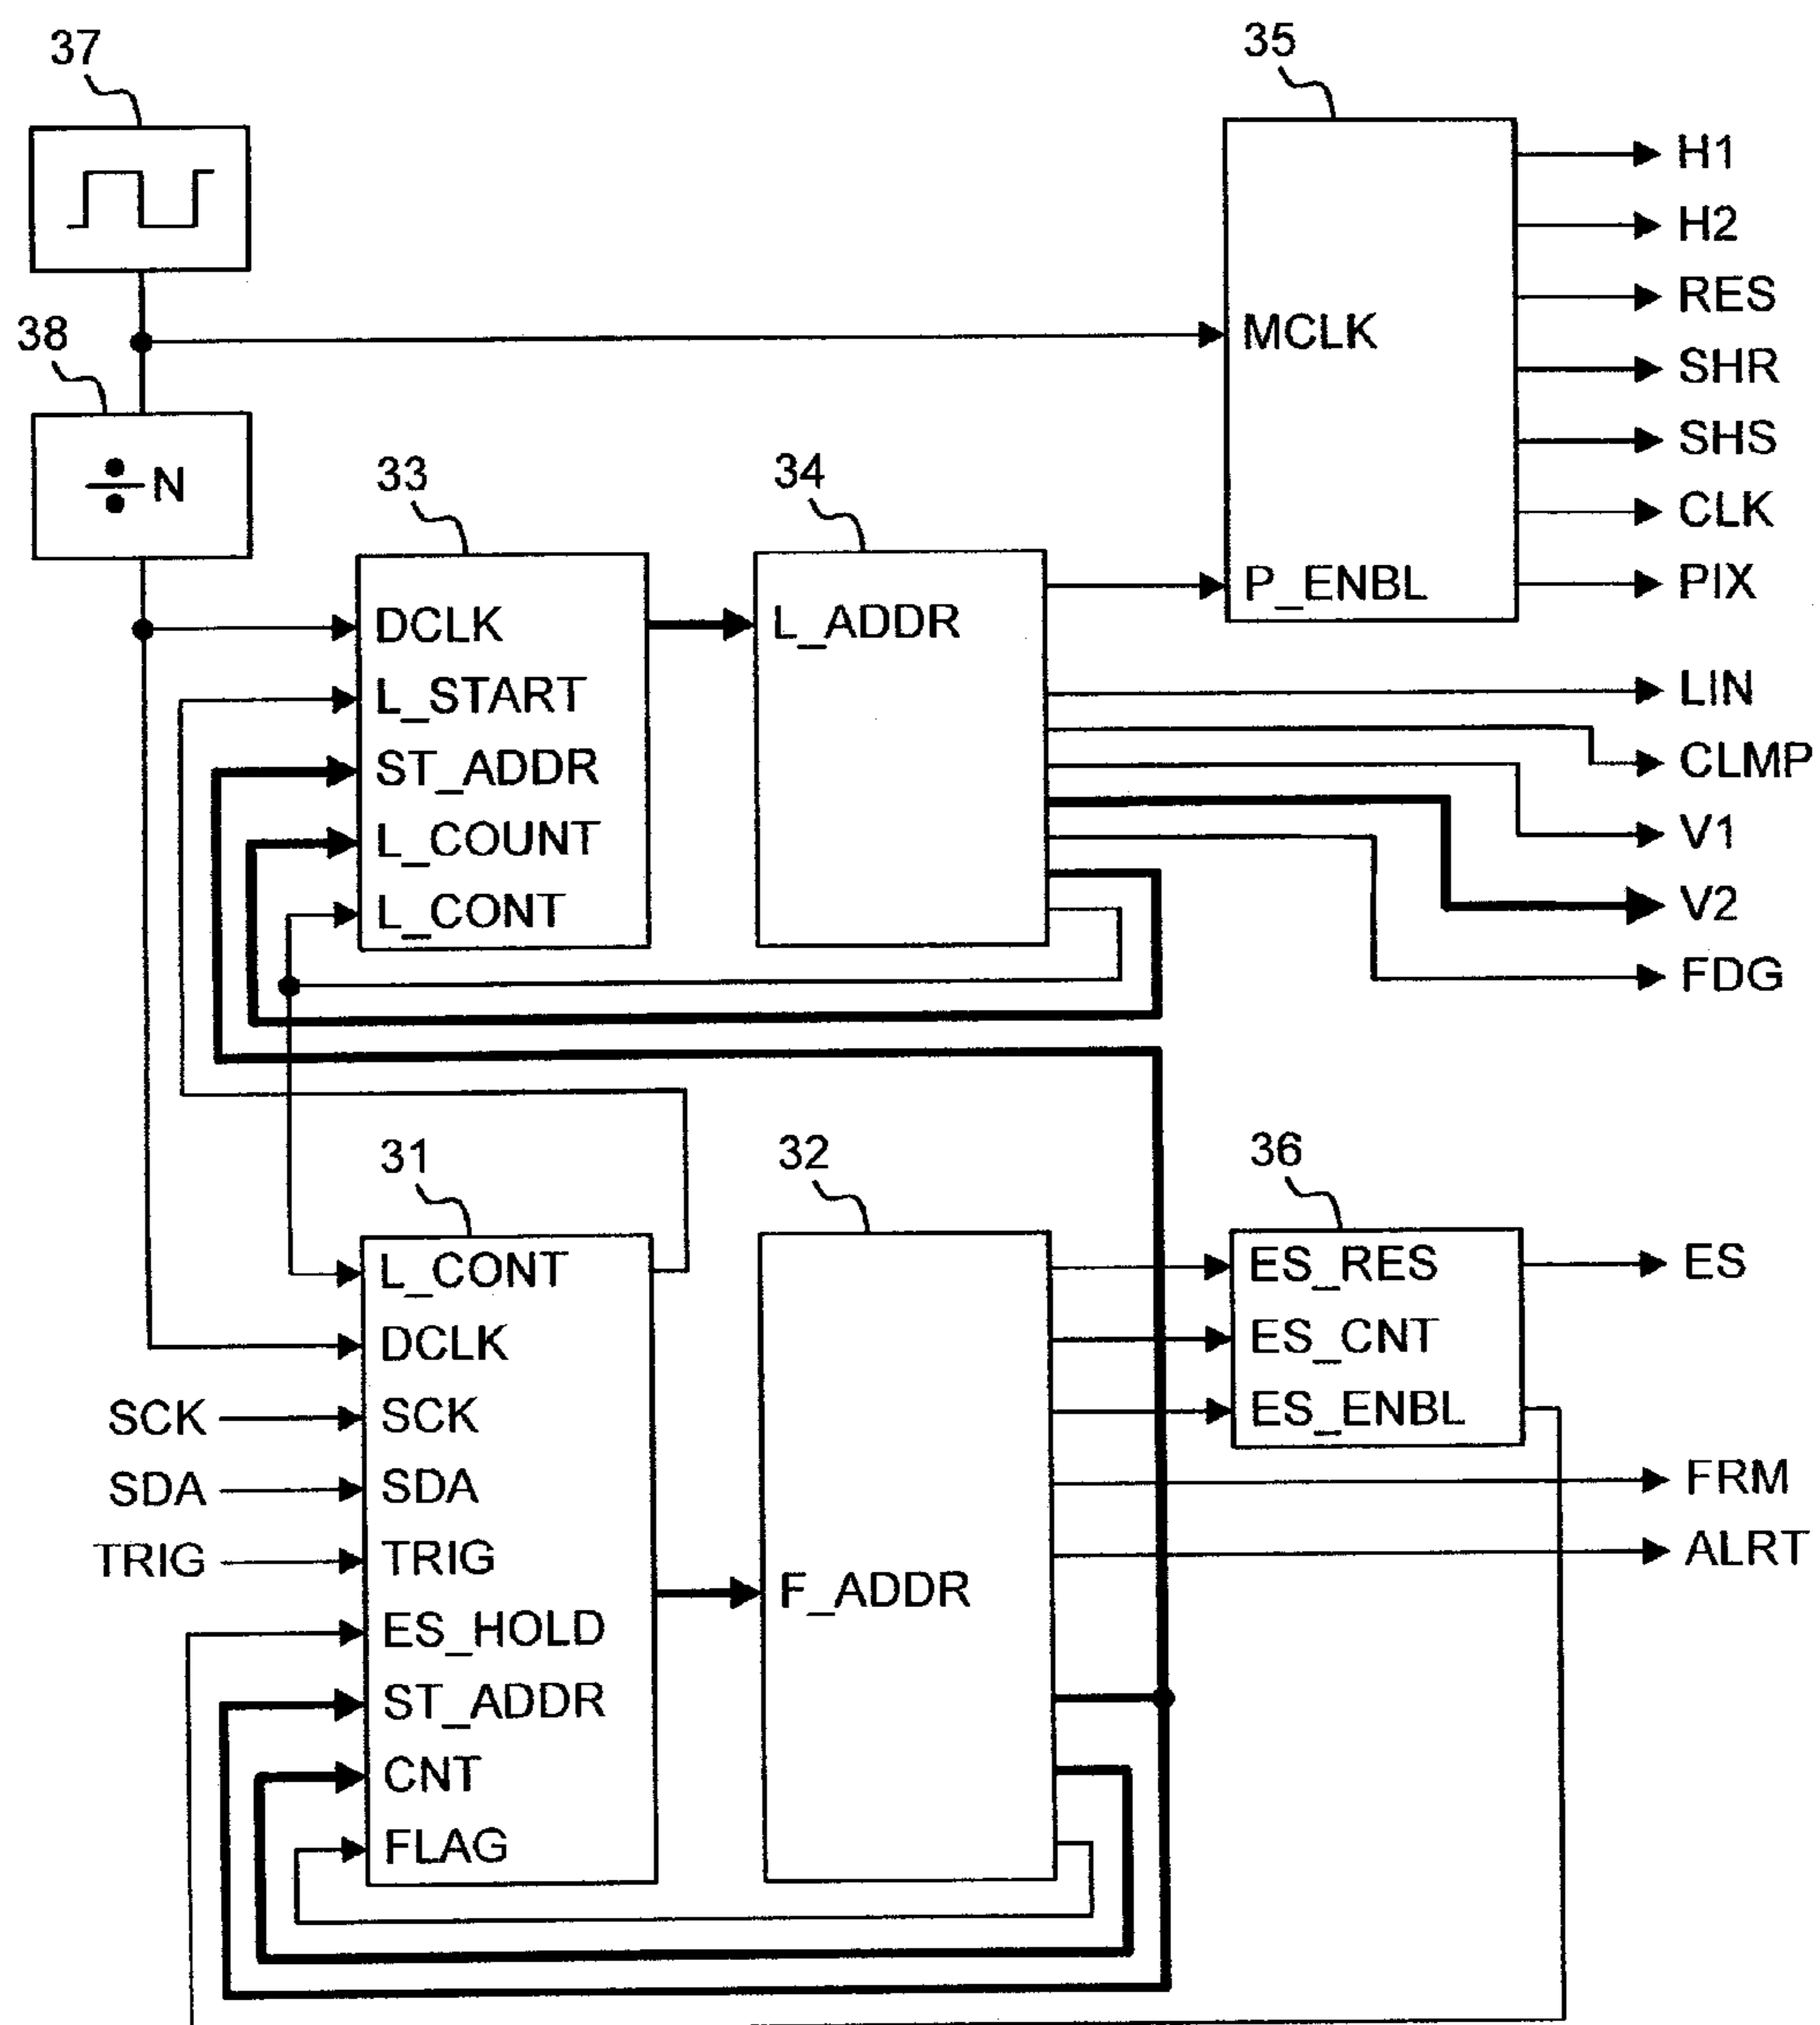 37
35
H1
H2
RES
SHR
SHS
CLK
PIX
MCLK
P_ENBL
38
÷N
33
34
DCLK
L_START
ST_ADDR
L_COUNT
L_CONT
L_ADDR
LIN
CLMP
V1
V2
FDG
31
32
36
L_CONT
DCLK
SCK
SCK
SDA
SDA
TRIG
TRIG
ES_HOLD
ST_ADDR
CNT
FLAG
F_ADDR
ES_RES
ES_CNT
ES_ENBL
ES
FRM
ALRT